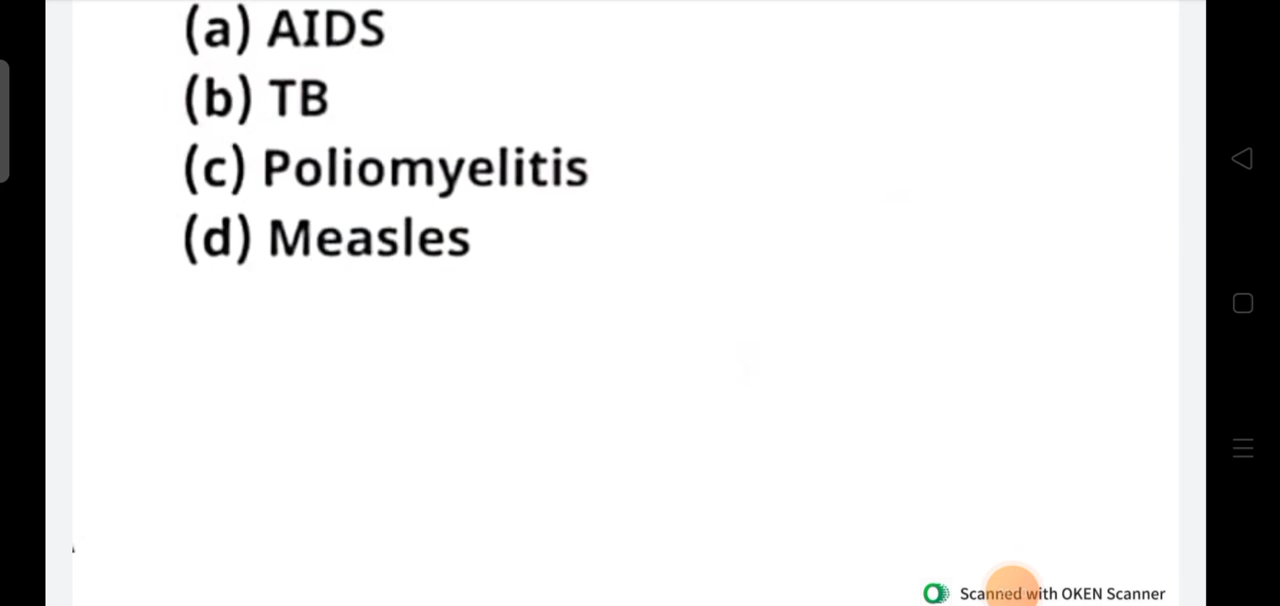 (a) AIDS
(b) TB
(c) Poliomyelitis
(d) Measles
Scanned with OKEN Scanner